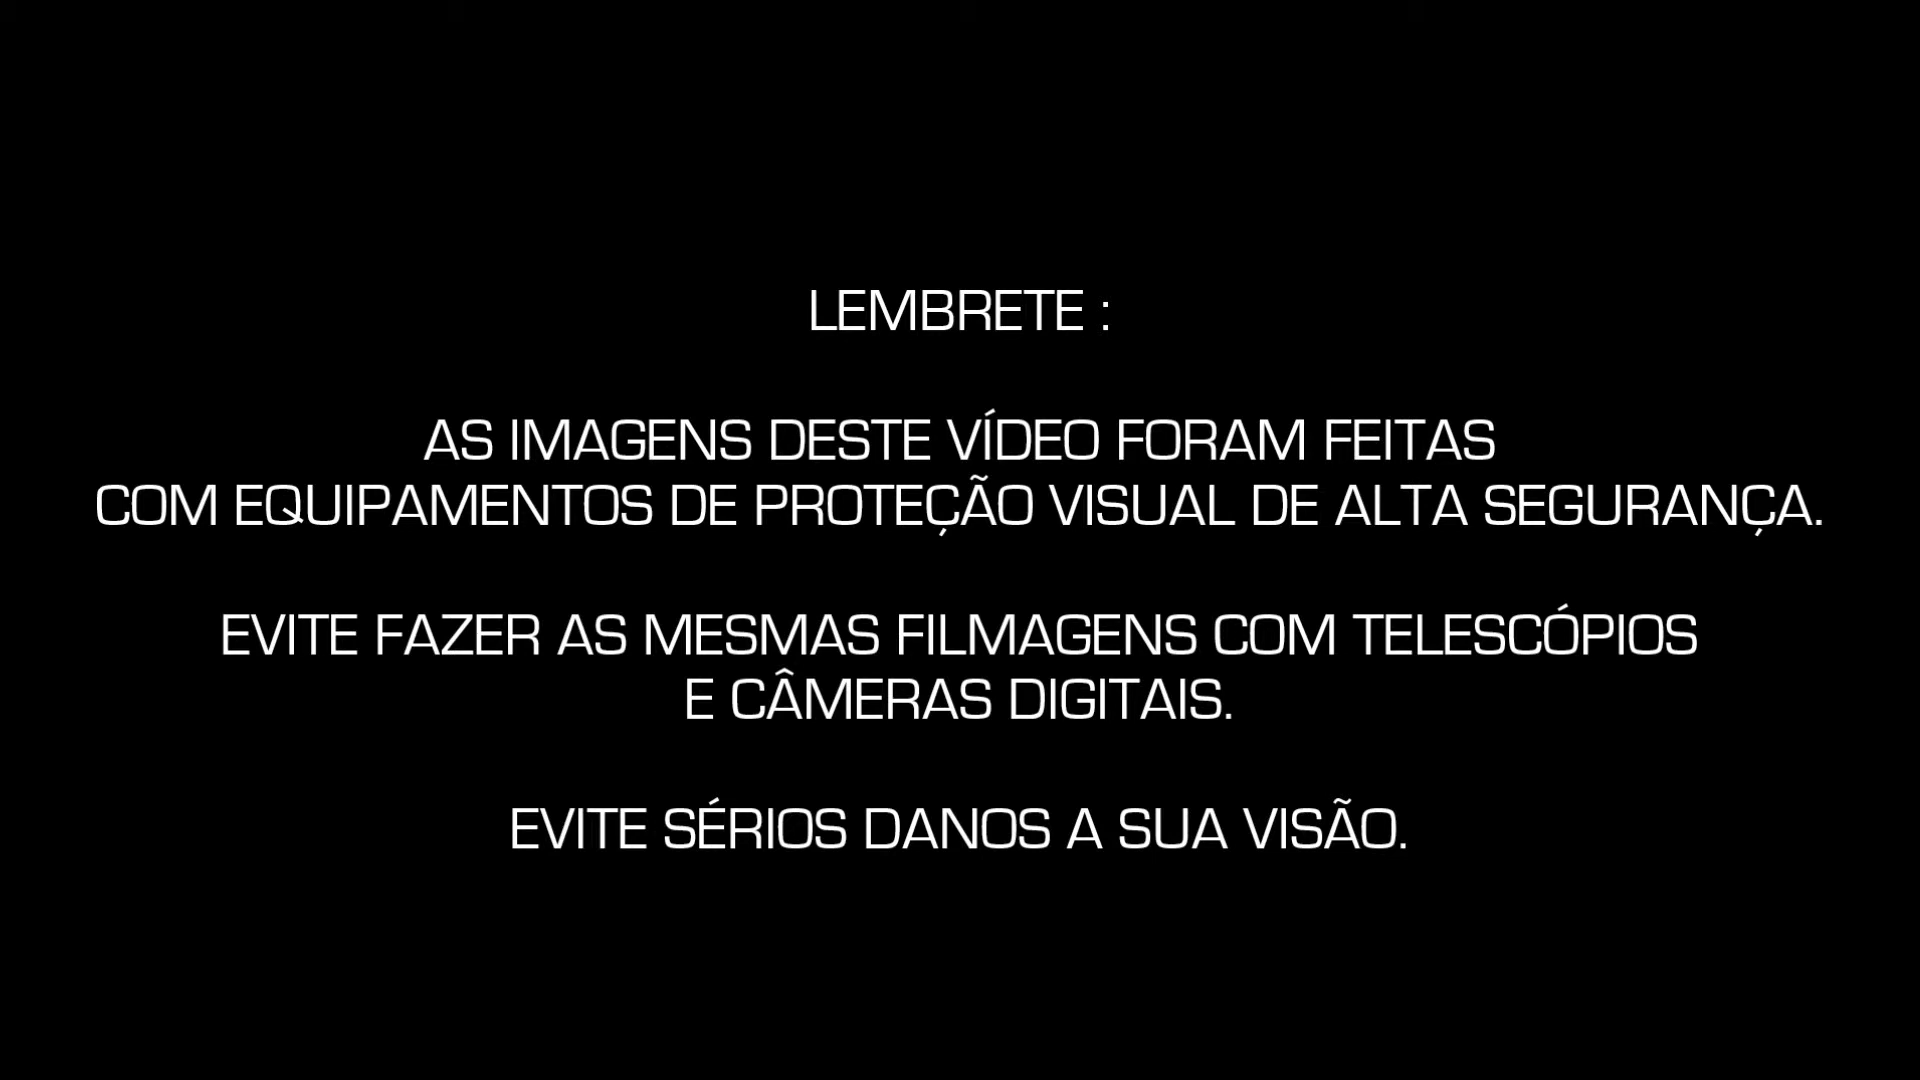 LEMBRETE :
AS IMAGENS DESTE VÍDEO FORAM FEITAS
COM EQUIPAMENTOS DE PROTEÇÃO VISUAL DE ALTA SEGURANÇA.
EVITE FAZER AS MESMAS FILMAGENS COM TELESCÓPIOS
E CÂMERAS DIGITAIS.
EVITE SÉRIOS DANOS A SUA VISÃO.